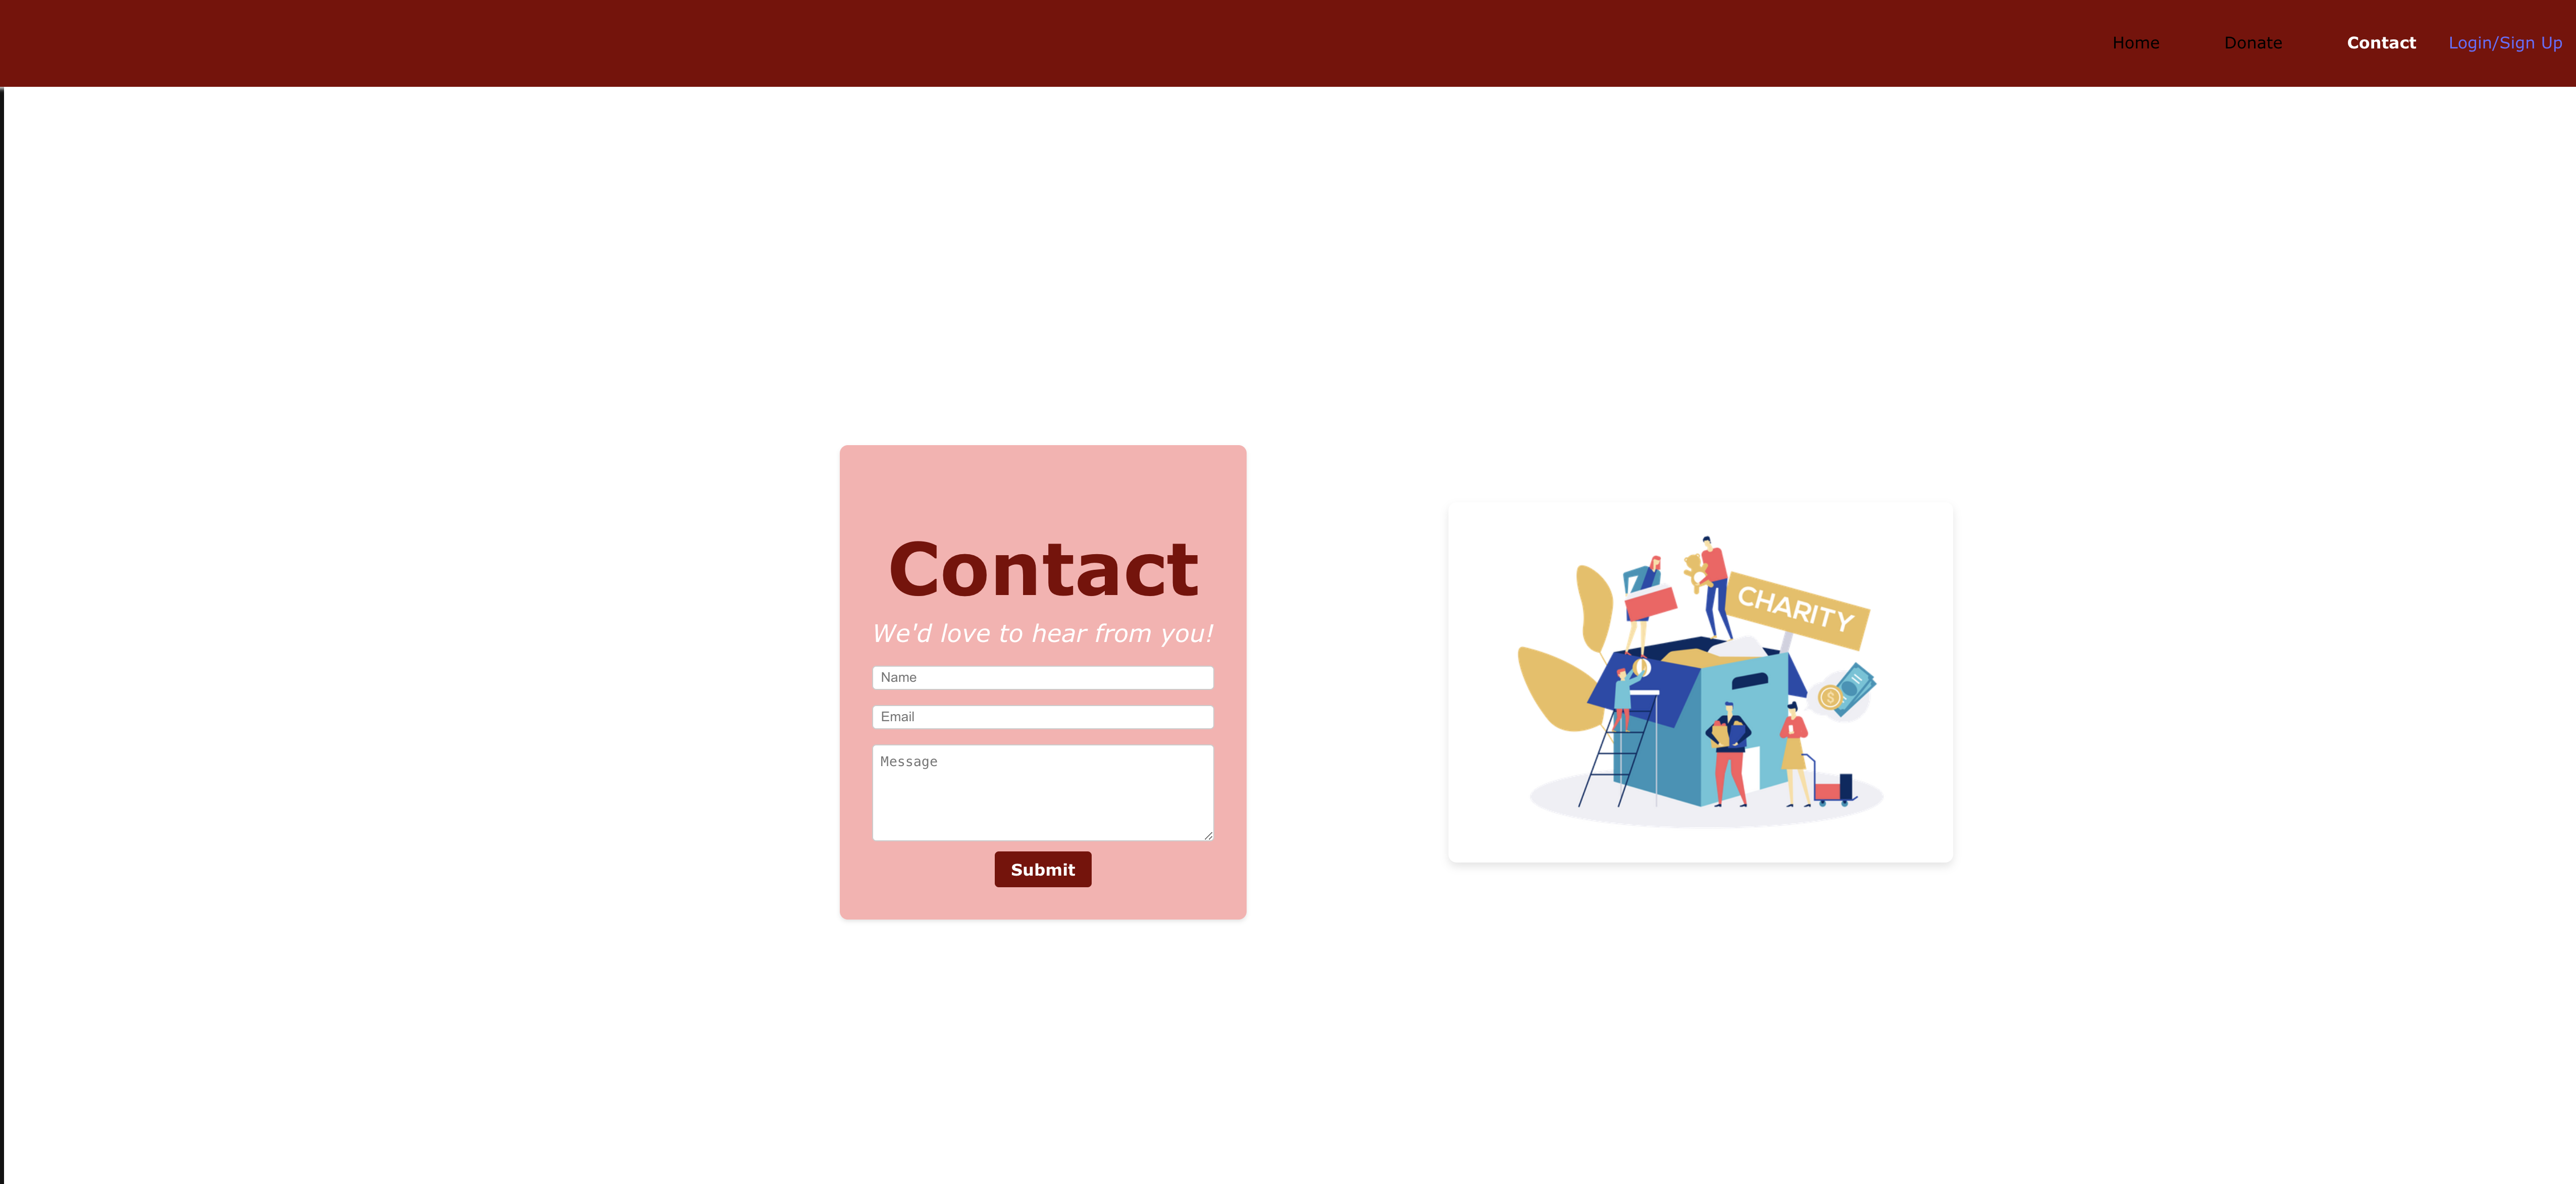 Home Donate Contact Login/Sign Up
Contact
We'd love to hear from you!
Name
Email
Message
Submit
CHARITY
$